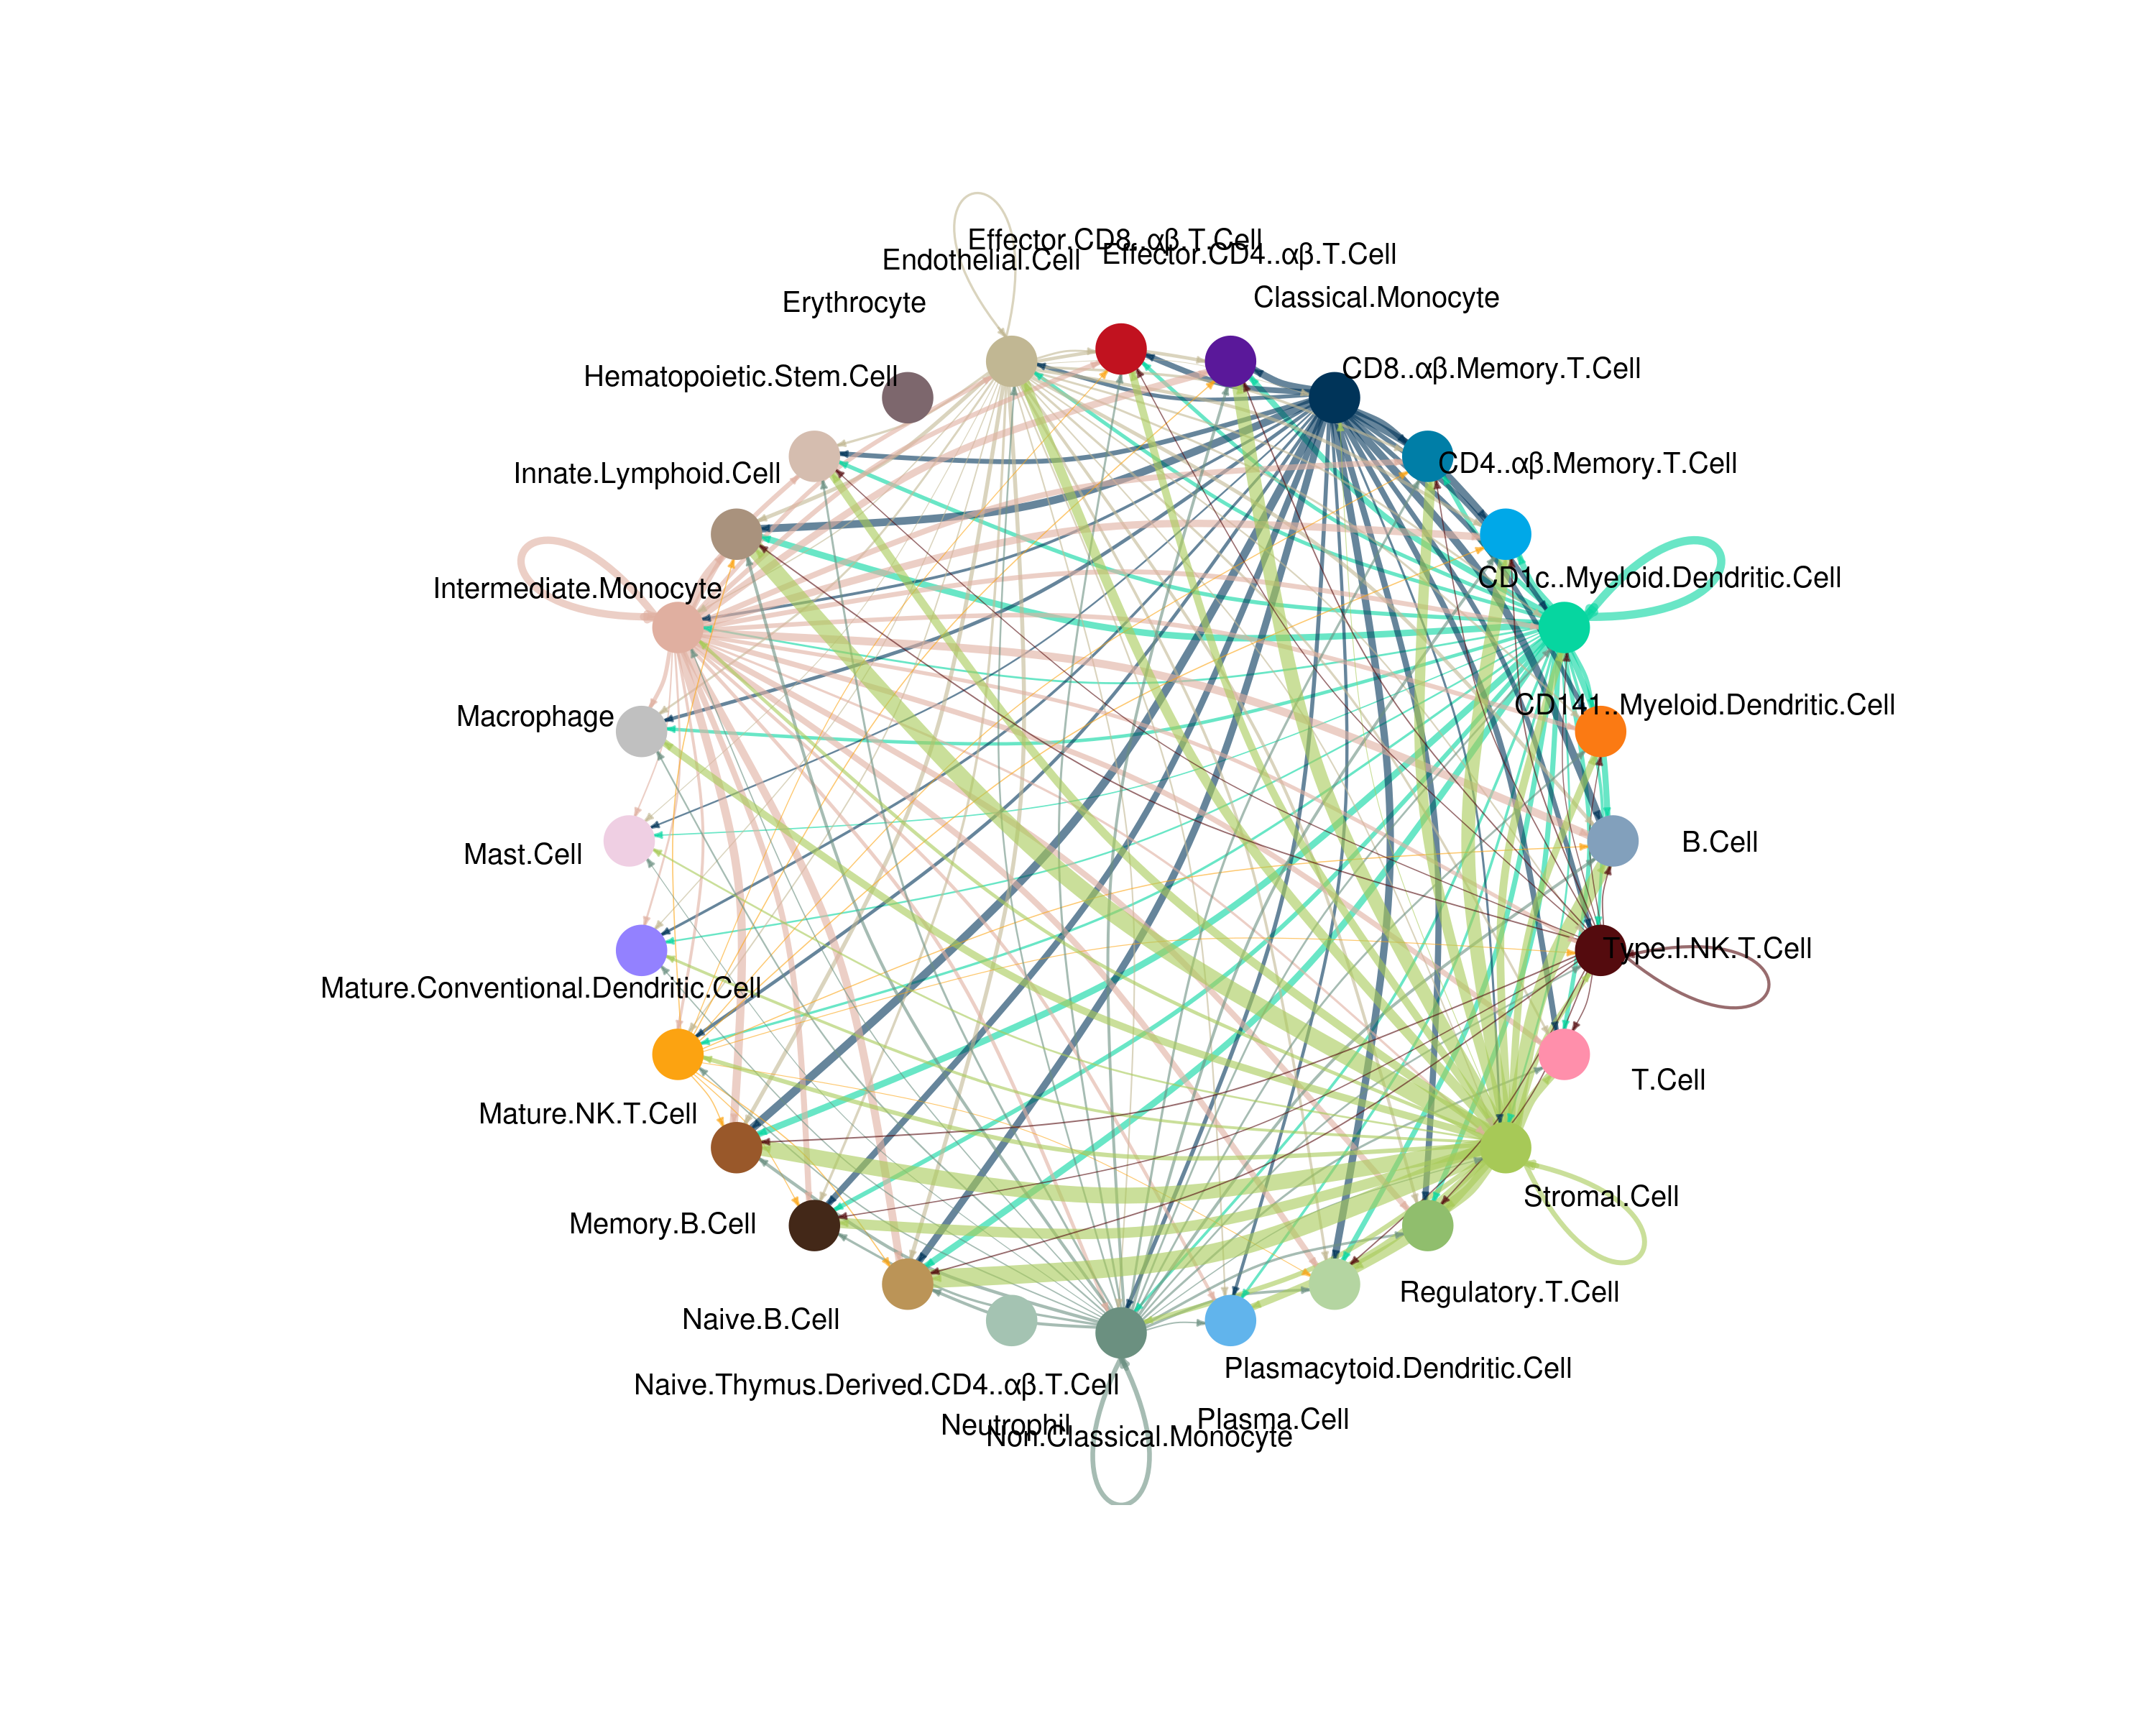 Effector.CD8..αβ.T.Cell
Effector.CD4..αβ.T.Cell
Endothelial.Cell
Classical.Monocyte
Erythrocyte
CD8..αβ.Memory.T.Cell
Hematopoietic.Stem.Cell
CD4..αβ.Memory.T.Cell
Innate.Lymphoid.Cell
CD1c..Myeloid.Dendritic.Cell
Intermediate.Monocyte
CD141..Myeloid.Dendritic.Cell
Macrophage
B.Cell
Mast.Cell
Type.I.NK.T.Cell
Mature.Conventional.Dendritic.Cell
T.Cell
Mature.NK.T.Cell
Stromal.Cell
Memory.B.Cell
Regulatory.T.Cell
Naive.B.Cell
Plasmacytoid.Dendritic.Cell
Naive.Thymus.Derived.CD4..αβ.T.Cell
Plasma.Cell
Neutrophil
Non.Classical.Monocyte